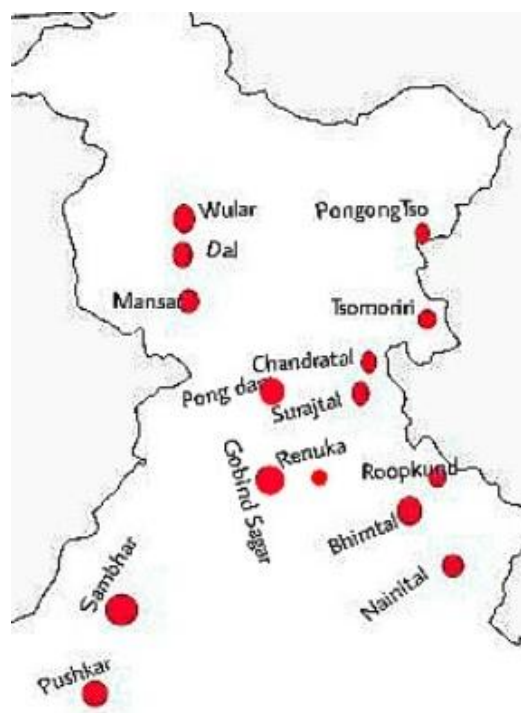 Wular
PongongTso
Dal
Mansar
Tsomoriri
Chandratal
Pong dam
Surajtal
Gobind Sagar
Renuka
Roopkund
Bhimtal
Nainital
Sambhar
Pushkar